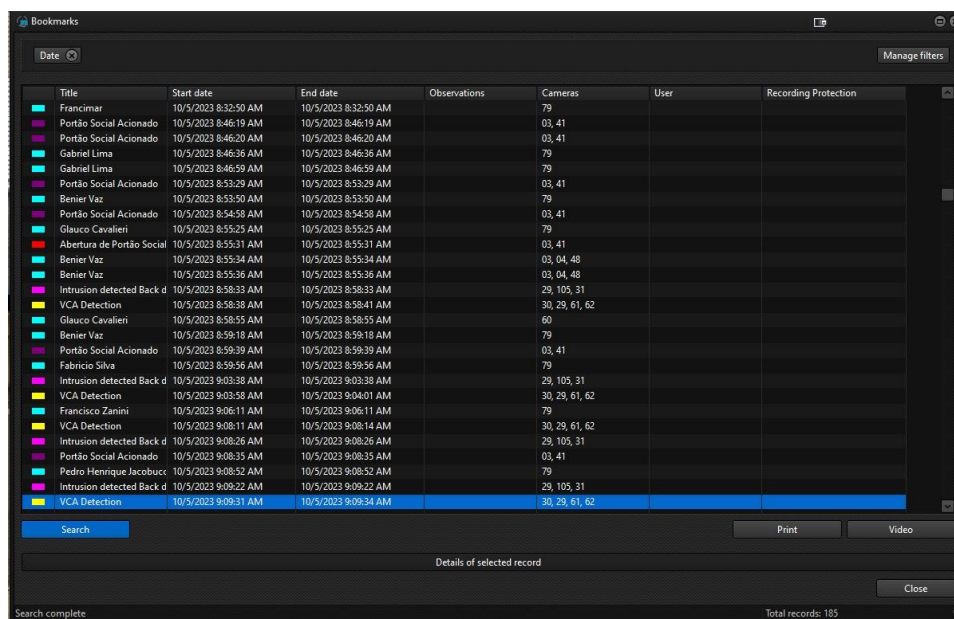 Bookmarks
Date
Manage filters
Title Start date End date Observations Cameras User Recording Protection
Francimar 10/5/2023 8:32:50 AM 10/5/2023 8:32:50 AM 79
Portão Social Acionado 10/5/2023 8:46:19 AM 10/5/2023 8:46:19 AM 03, 41
Portão Social Acionado 10/5/2023 8:46:20 AM 10/5/2023 8:46:20 AM 03, 41
Gabriel Lima 10/5/2023 8:46:36 AM 10/5/2023 8:46:36 AM 79
Gabriel Lima 10/5/2023 8:46:59 AM 10/5/2023 8:46:59 AM 79
Portão Social Acionado 10/5/2023 8:53:29 AM 10/5/2023 8:53:29 AM 03, 41
Benier Vaz 10/5/2023 8:53:50 AM 10/5/2023 8:53:50 AM 79
Portão Social Acionado 10/5/2023 8:54:58 AM 10/5/2023 8:54:58 AM 03, 41
Glauco Cavalieri 10/5/2023 8:55:25 AM 10/5/2023 8:55:25 AM 79
Abertura de Portão Social 10/5/2023 8:55:31 AM 10/5/2023 8:55:31 AM 03, 41
Benier Vaz 10/5/2023 8:55:34 AM 10/5/2023 8:55:34 AM 03, 04, 48
Benier Vaz 10/5/2023 8:55:36 AM 10/5/2023 8:55:36 AM 03, 04, 48
Intrusion detected Back d 10/5/2023 8:58:33 AM 10/5/2023 8:58:33 AM 29, 105, 31
VCA Detection 10/5/2023 8:58:38 AM 10/5/2023 8:58:41 AM 30, 29, 61, 62
Glauco Cavalieri 10/5/2023 8:58:55 AM 10/5/2023 8:58:55 AM 60
Benier Vaz 10/5/2023 8:59:18 AM 10/5/2023 8:59:18 AM 79
Portão Social Acionado 10/5/2023 8:59:39 AM 10/5/2023 8:59:39 AM 03, 41
Fabricio Silva 10/5/2023 8:59:56 AM 10/5/2023 8:59:56 AM 79
Intrusion detected Back d 10/5/2023 9:03:38 AM 10/5/2023 9:03:38 AM 29, 105, 31
VCA Detection 10/5/2023 9:03:58 AM 10/5/2023 9:04:01 AM 30, 29, 61, 62
Francisco Zanini 10/5/2023 9:06:11 AM 10/5/2023 9:06:11 AM 79
VCA Detection 10/5/2023 9:08:11 AM 10/5/2023 9:08:14 AM 30, 29, 61, 62
Intrusion detected Back d 10/5/2023 9:08:26 AM 10/5/2023 9:08:26 AM 29, 105, 31
Portão Social Acionado 10/5/2023 9:08:35 AM 10/5/2023 9:08:35 AM 03, 41
Pedro Henrique Jacobucc 10/5/2023 9:08:52 AM 10/5/2023 9:08:52 AM 79
Intrusion detected Back d 10/5/2023 9:09:22 AM 10/5/2023 9:09:22 AM 29, 105, 31
VCA Detection 10/5/2023 9:09:31 AM 10/5/2023 9:09:34 AM 30, 29, 61, 62
Search Print Video
Details of selected record
Close
Search complete Total records: 185